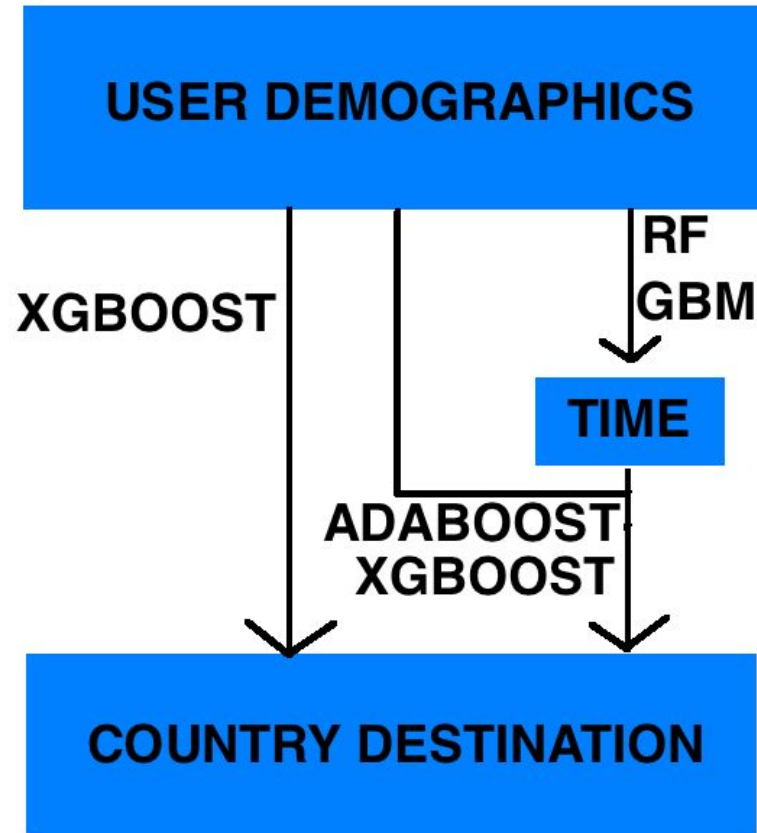 USER DEMOGRAPHICS
RF
XGBOOST
GBM
TIME
ADABOOST
XGBOOST
COUNTRY DESTINATION